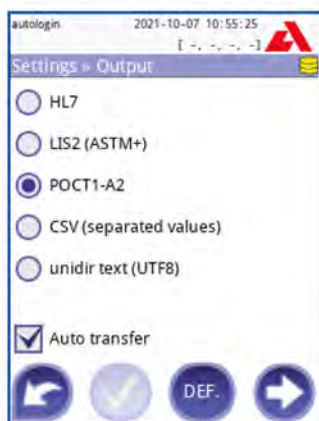 autologin 2021-10-07 10:55:25
[ -, -, -, -]
Settings » Output
HL7
LIS2 (ASTM+)
POCT1-A2
CSV (separated values)
unidir text (UTF8)
Auto transfer
DEF.